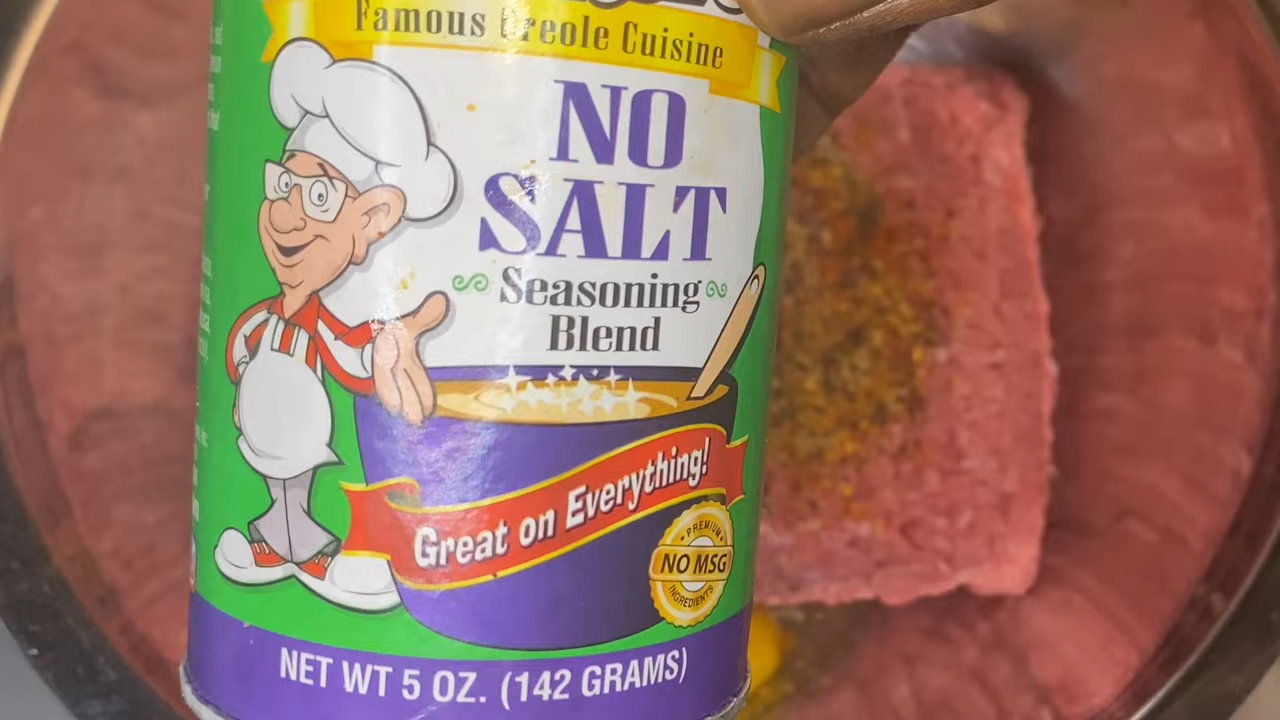 Famous Creole Cuisine
NO
SALT
Seasoning
Blend
Great on Everything!
PREMIUM
NO MSG
INGREDIENTS
NET WT 5 OZ. (142 GRAMS)